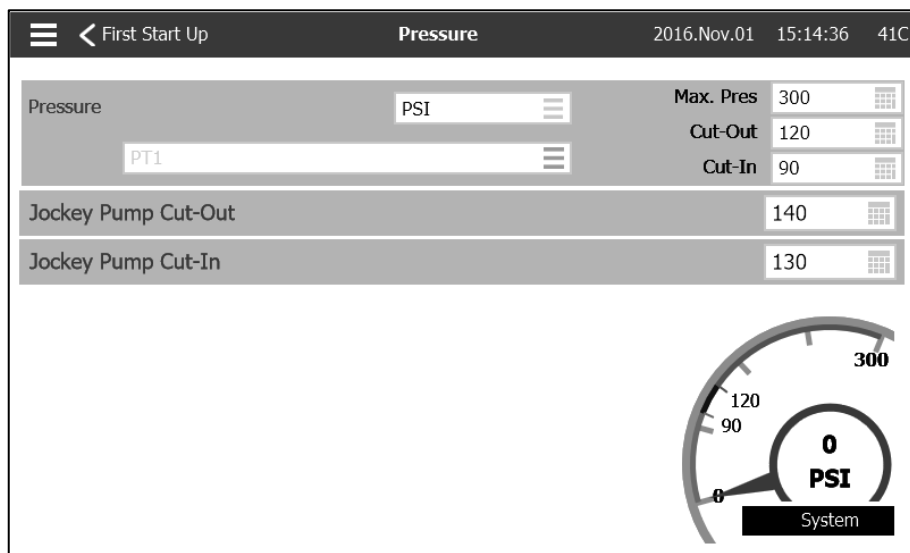 First Start Up Pressure 2016.Nov.01 15:14:36 41C
Pressure PSI Max. Pres 300
Cut-Out 120
PT1 Cut-In 90
Jockey Pump Cut-Out 140
Jockey Pump Cut-In 130
300
120
90
0
PSI
0
System